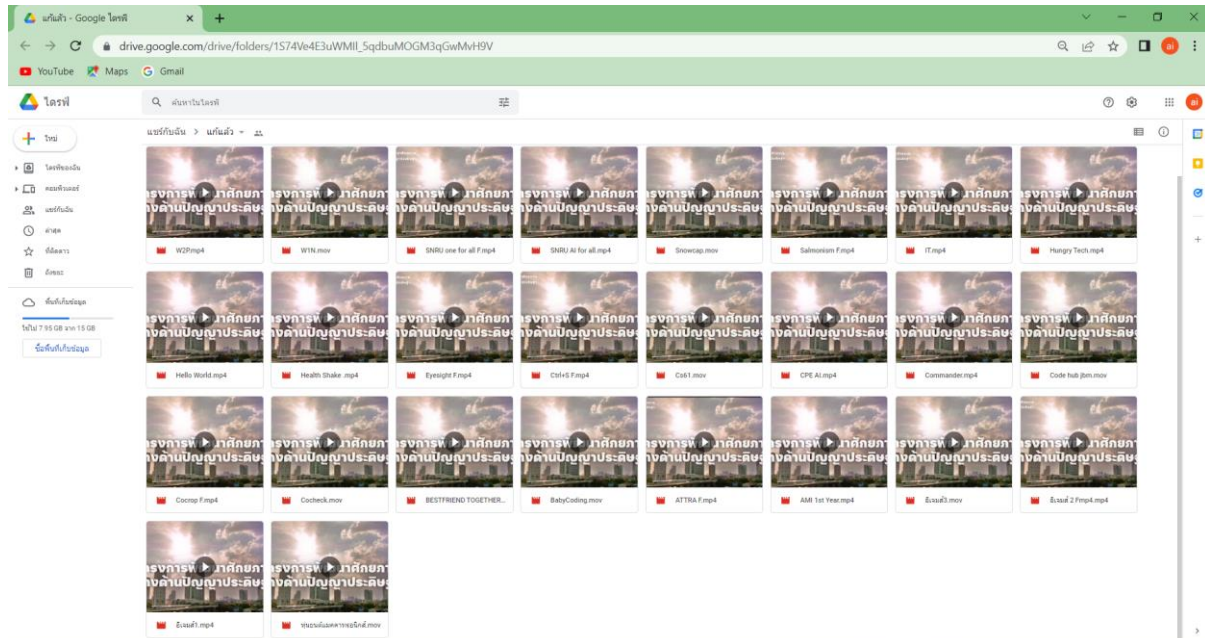 แก้แล้ว - Google ไดรฟ์
drive.google.com/drive/folders/1S74Ve4E3uWMIl_5qdbuMOGM3qGwMvH9V
YouTube Maps Gmail
ไดรฟ์
ค้นหาในไดรฟ์
ai
ใหม่
ไดรฟ์ของฉัน
คอมพิวเตอร์
แชร์กับฉัน
ล่าสุด
ที่ติดดาว
ถังขยะ
พื้นที่เก็บข้อมูล
ใช้ไป 7.95 GB จาก 15 GB
ซื้อพื้นที่เก็บข้อมูล
แชร์กับฉัน > แก้แล้ว
W2P.mp4 W1N.mov SNRU one for all F.mp4 SNRU AI for all.mp4 Snowcap.mov Salmonism F.mp4 IT.mp4 Hungry Tech.mp4
Hello World.mp4 Health Shake .mp4 Eyesight F.mp4 Ctrl+S F.mp4 Co61.mov CPE AI.mp4 Commander.mp4 Code hub jbm.mov
Cocrop F.mp4 Cocheck.mov BESTFRIEND TOGETHER... BabyCoding.mov ATTRA F.mp4 AMI 1st Year.mp4 อีเจนส์3.mov อีเจนส์ 2 Fmp4.mp4
อีเจนส์1.mp4